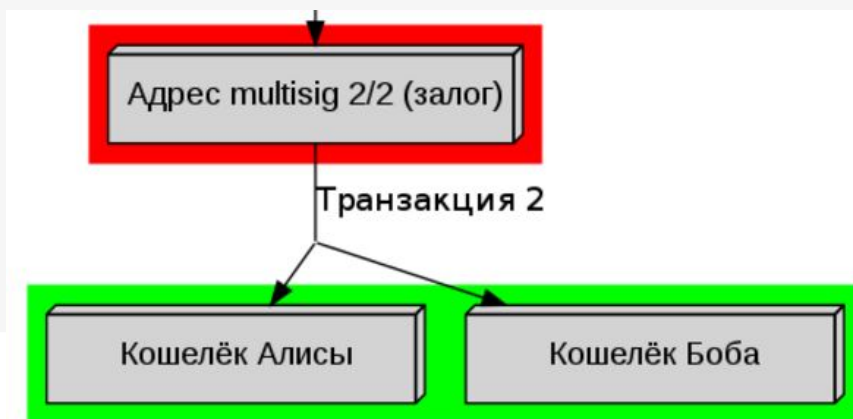 Адрес multisig 2/2 (залог)
Транзакция 2
Кошелёк Алисы
Кошелёк Боба